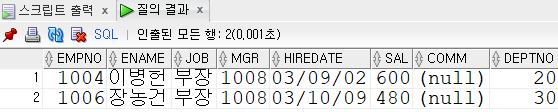 스크립트 출력 × 질의 결과 ×
SQL | 인출된 모든 행: 2(0,001초)
EMPNO ENAME JOB MGR HIREDATE SAL COMM DEPTNO
1 1004 이병헌 부장 1008 03/09/02 600 (null) 20
2 1006 장농건 부장 1008 03/10/09 480 (null) 30